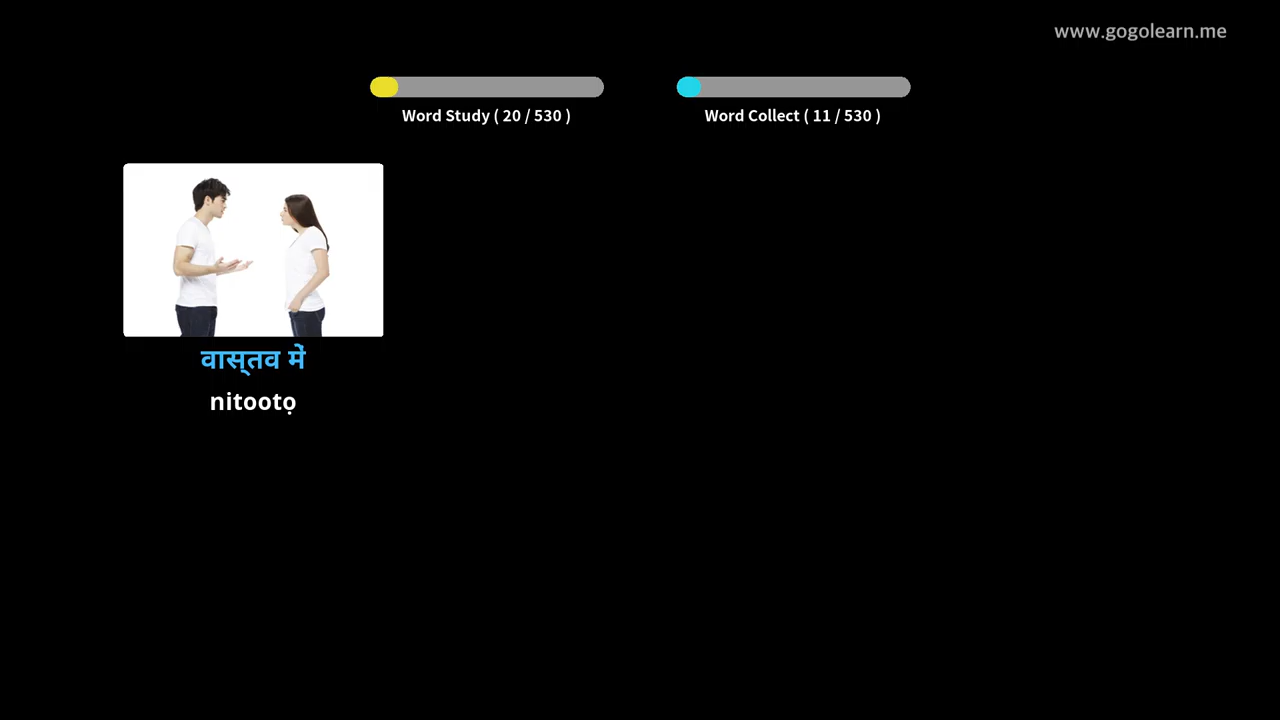 www.gogolearn.me
Word Study ( 20 / 530 )
Word Collect ( 11 / 530 )
वास्तव में
nitootọ